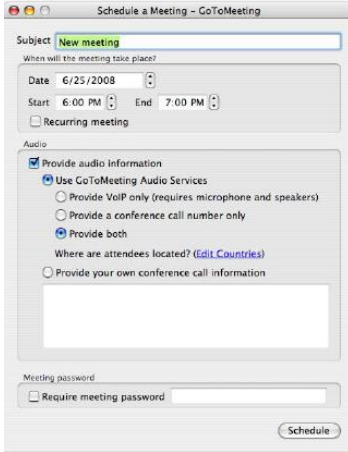 Schedule a Meeting - GoToMeeting
Subject New meeting
When will the meeting take place?
Date 6/25/2008
Start 6:00 PM End 7:00 PM
Recurring meeting
Audio
Provide audio information
Use GoToMeeting Audio Services
Provide VoIP only (requires microphone and speakers)
Provide a conference call number only
Provide both
Where are attendees located? (Edit Countries)
Provide your own conference call information
Meeting password
Require meeting password
Schedule